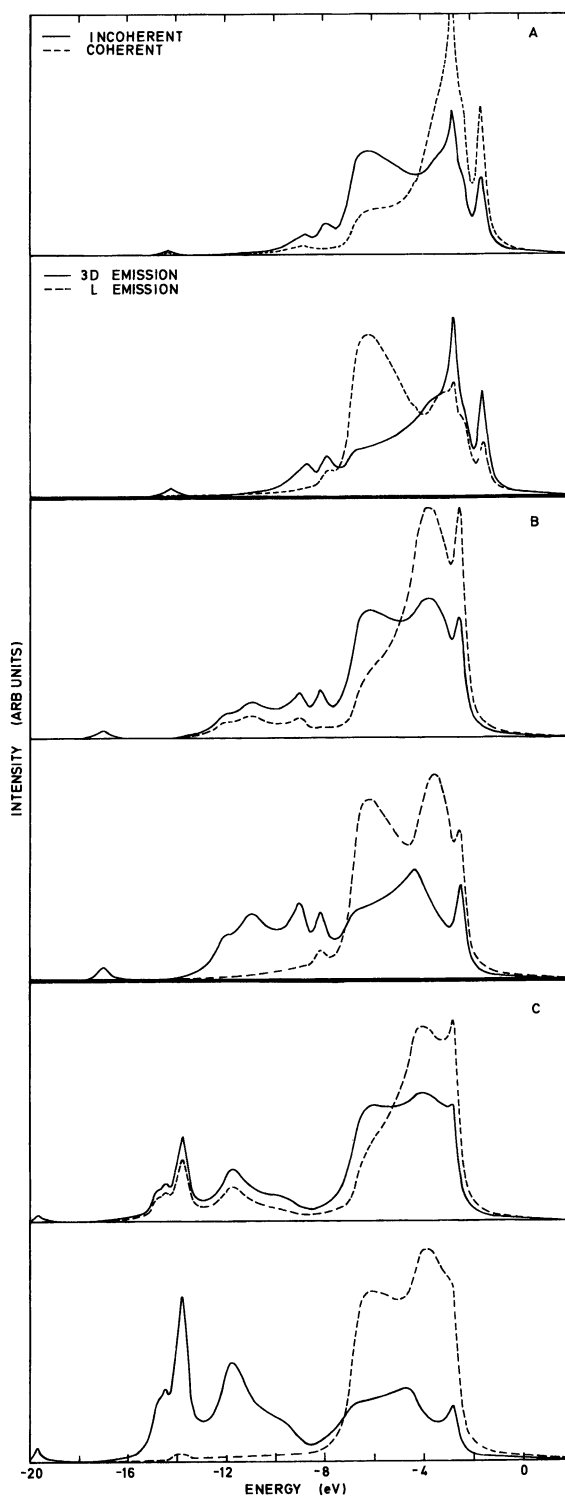 INCOHERENT
COHERENT
A
3D EMISSION
L EMISSION
B
INTENSITY (ARB UNITS)
C
-20 -16 -12 -8 -4 0
ENERGY (eV)